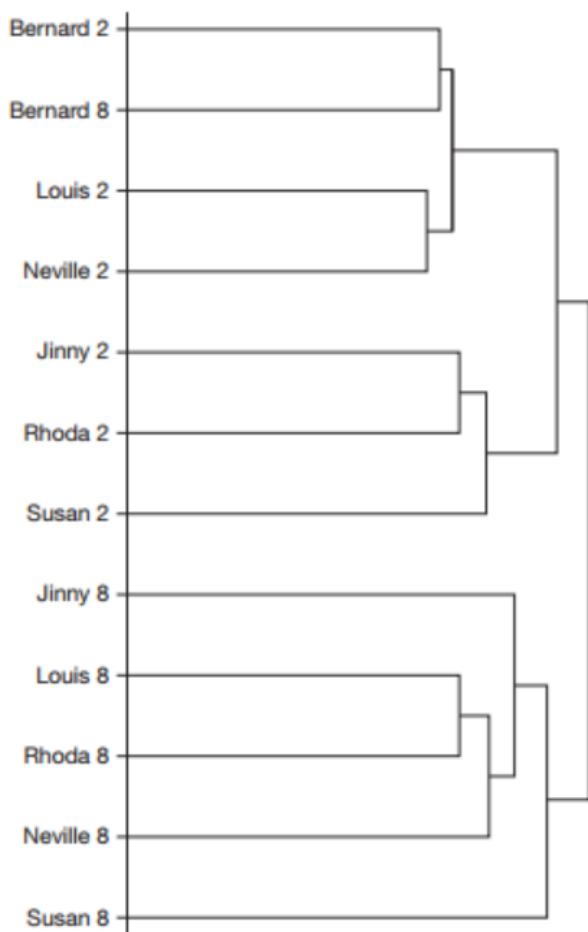 Bernard 2
Bernard 8
Louis 2
Neville 2
Jinny 2
Rhoda 2
Susan 2
Jinny 8
Louis 8
Rhoda 8
Neville 8
Susan 8